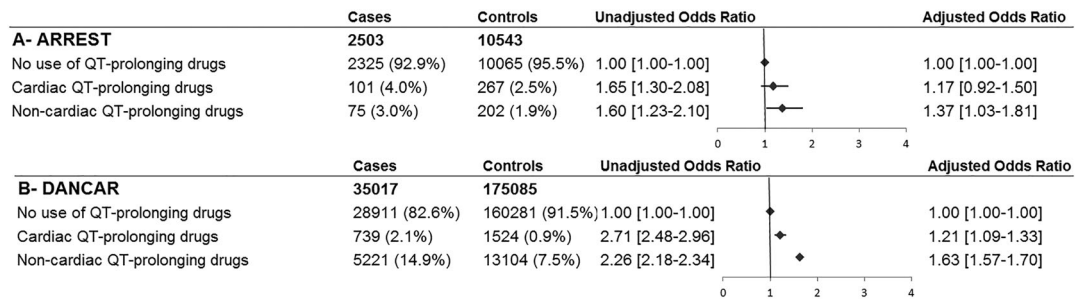 Cases Controls Unadjusted Odds Ratio Adjusted Odds Ratio
A- ARREST 2503 10543
No use of QT-prolonging drugs 2325 (92.9%) 10065 (95.5%) 1.00 [1.00-1.00] 1.00 [1.00-1.00]
Cardiac QT-prolonging drugs 101 (4.0%) 267 (2.5%) 1.65 [1.30-2.08] 1.17 [0.92-1.50]
Non-cardiac QT-prolonging drugs 75 (3.0%) 202 (1.9%) 1.60 [1.23-2.10] 1.37 [1.03-1.81]
0 1 2 3 4
Cases Controls Unadjusted Odds Ratio Adjusted Odds Ratio
B- DANCAR 35017 175085
No use of QT-prolonging drugs 28911 (82.6%) 160281 (91.5%) 1.00 [1.00-1.00] 1.00 [1.00-1.00]
Cardiac QT-prolonging drugs 739 (2.1%) 1524 (0.9%) 2.71 [2.48-2.96] 1.21 [1.09-1.33]
Non-cardiac QT-prolonging drugs 5221 (14.9%) 13104 (7.5%) 2.26 [2.18-2.34] 1.63 [1.57-1.70]
0 1 2 3 4